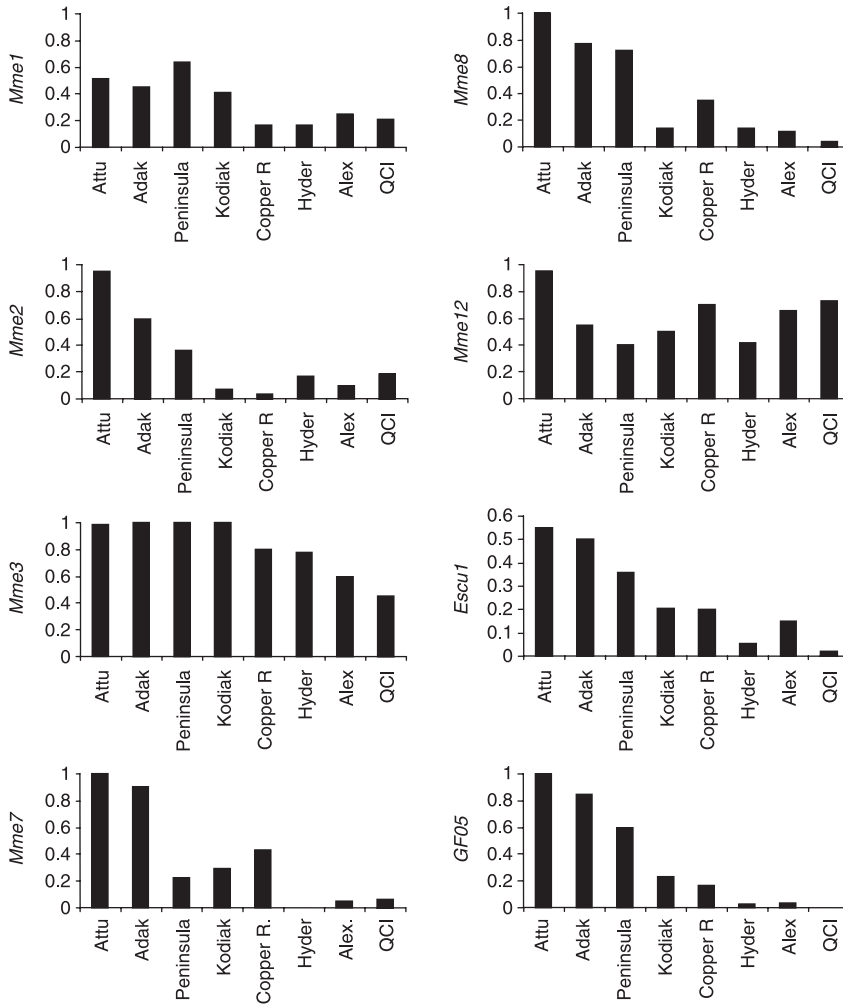 Mme1
1
0.8
0.6
0.4
0.2
0
Attu
Adak
Peninsula
Kodiak
Copper R
Hyder
Alex
QCI
Mme8
1
0.8
0.6
0.4
0.2
0
Attu
Adak
Peninsula
Kodiak
Copper R
Hyder
Alex
QCI
Mme2
1
0.8
0.6
0.4
0.2
0
Attu
Adak
Peninsula
Kodiak
Copper R
Hyder
Alex
QCI
Mme12
1
0.8
0.6
0.4
0.2
0
Attu
Adak
Peninsula
Kodiak
Copper R
Hyder
Alex
QCI
Mme3
1
0.8
0.6
0.4
0.2
0
Attu
Adak
Peninsula
Kodiak
Copper R
Hyder
Alex
QCI
Escu1
0.6
0.5
0.4
0.3
0.2
0.1
0
Attu
Adak
Peninsula
Kodiak
Copper R
Hyder
Alex
QCI
Mme7
1
0.8
0.6
0.4
0.2
0
Attu
Adak
Peninsula
Kodiak
Copper R.
Hyder
Alex.
QCI
GF05
1
0.8
0.6
0.4
0.2
0
Attu
Adak
Peninsula
Kodiak
Copper R
Hyder
Alex
QCI